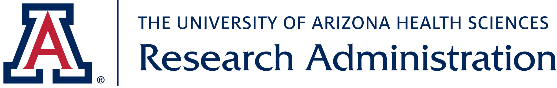 A®
THE UNIVERSITY OF ARIZONA HEALTH SCIENCES
Research Administration